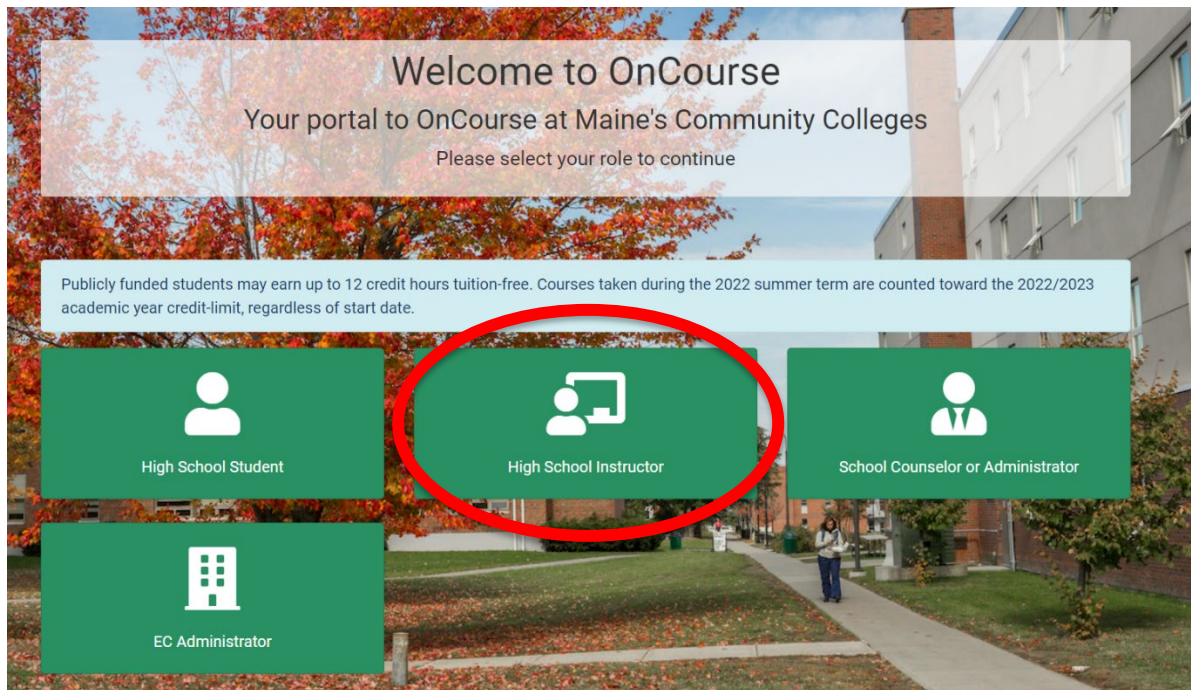 Welcome to OnCourse
Your portal to OnCourse at Maine's Community Colleges
Please select your role to continue
Publicly funded students may earn up to 12 credit hours tuition-free. Courses taken during the 2022 summer term are counted toward the 2022/2023
academic year credit-limit, regardless of start date.
High School Student
High School Instructor
School Counselor or Administrator
EC Administrator